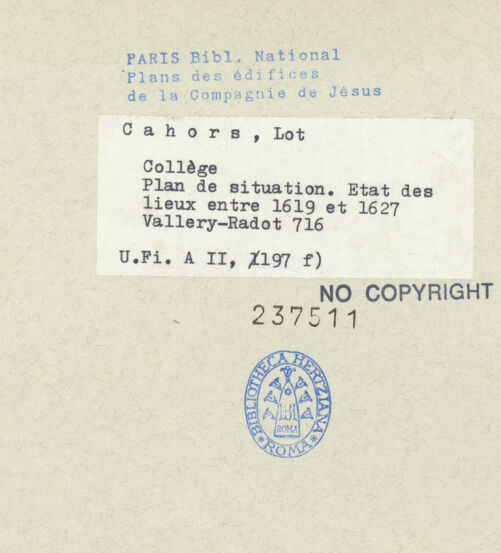 PARIS Bibl. National
Plans des édifices
de la Compagnie de Jésus
Cahors, Lot
Collège
Plan de situation. Etat des
lieux entre 1619 et 1627
Vallery-Radot 716
U.Fi. A II, 197 f)
NO COPYRIGHT
237511
BIBLIOTHECA HERTZIANA
ROMA
ROMA